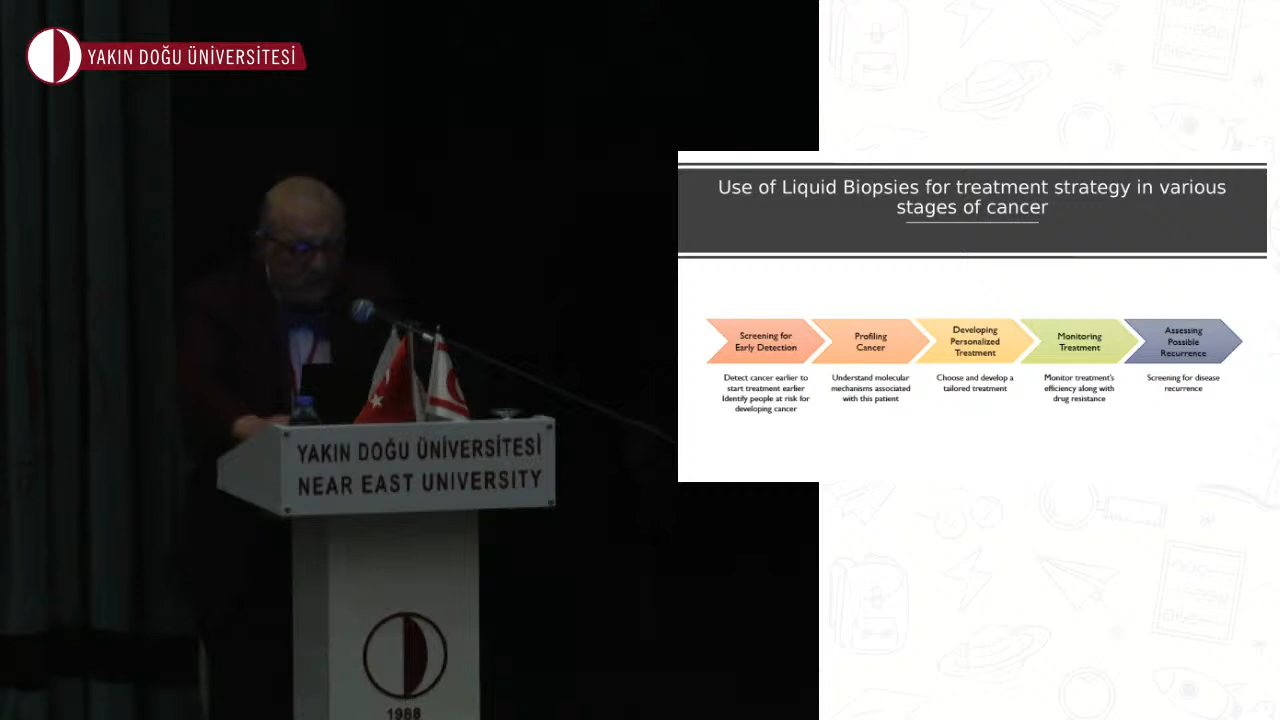 YAKIN DOĞU ÜNİVERSİTESİ
Use of Liquid Biopsies for treatment strategy in various
stages of cancer
Screening for
Early Detection
Profiling
Cancer
Developing
Personalized
Treatment
Monitoring
Treatment
Assessing
Possible
Recurrence
Detect cancer earlier to
start treatment earlier
Identify people at risk for
developing cancer
Understand molecular
mechanisms associated
with this patient
Choose and develop a
tailored treatment
Monitor treatment's
efficiency along with
drug resistance
Screening for disease
recurrence
YAKIN DOĞU ÜNİVERSİTESİ
NEAR EAST UNIVERSITY
1988